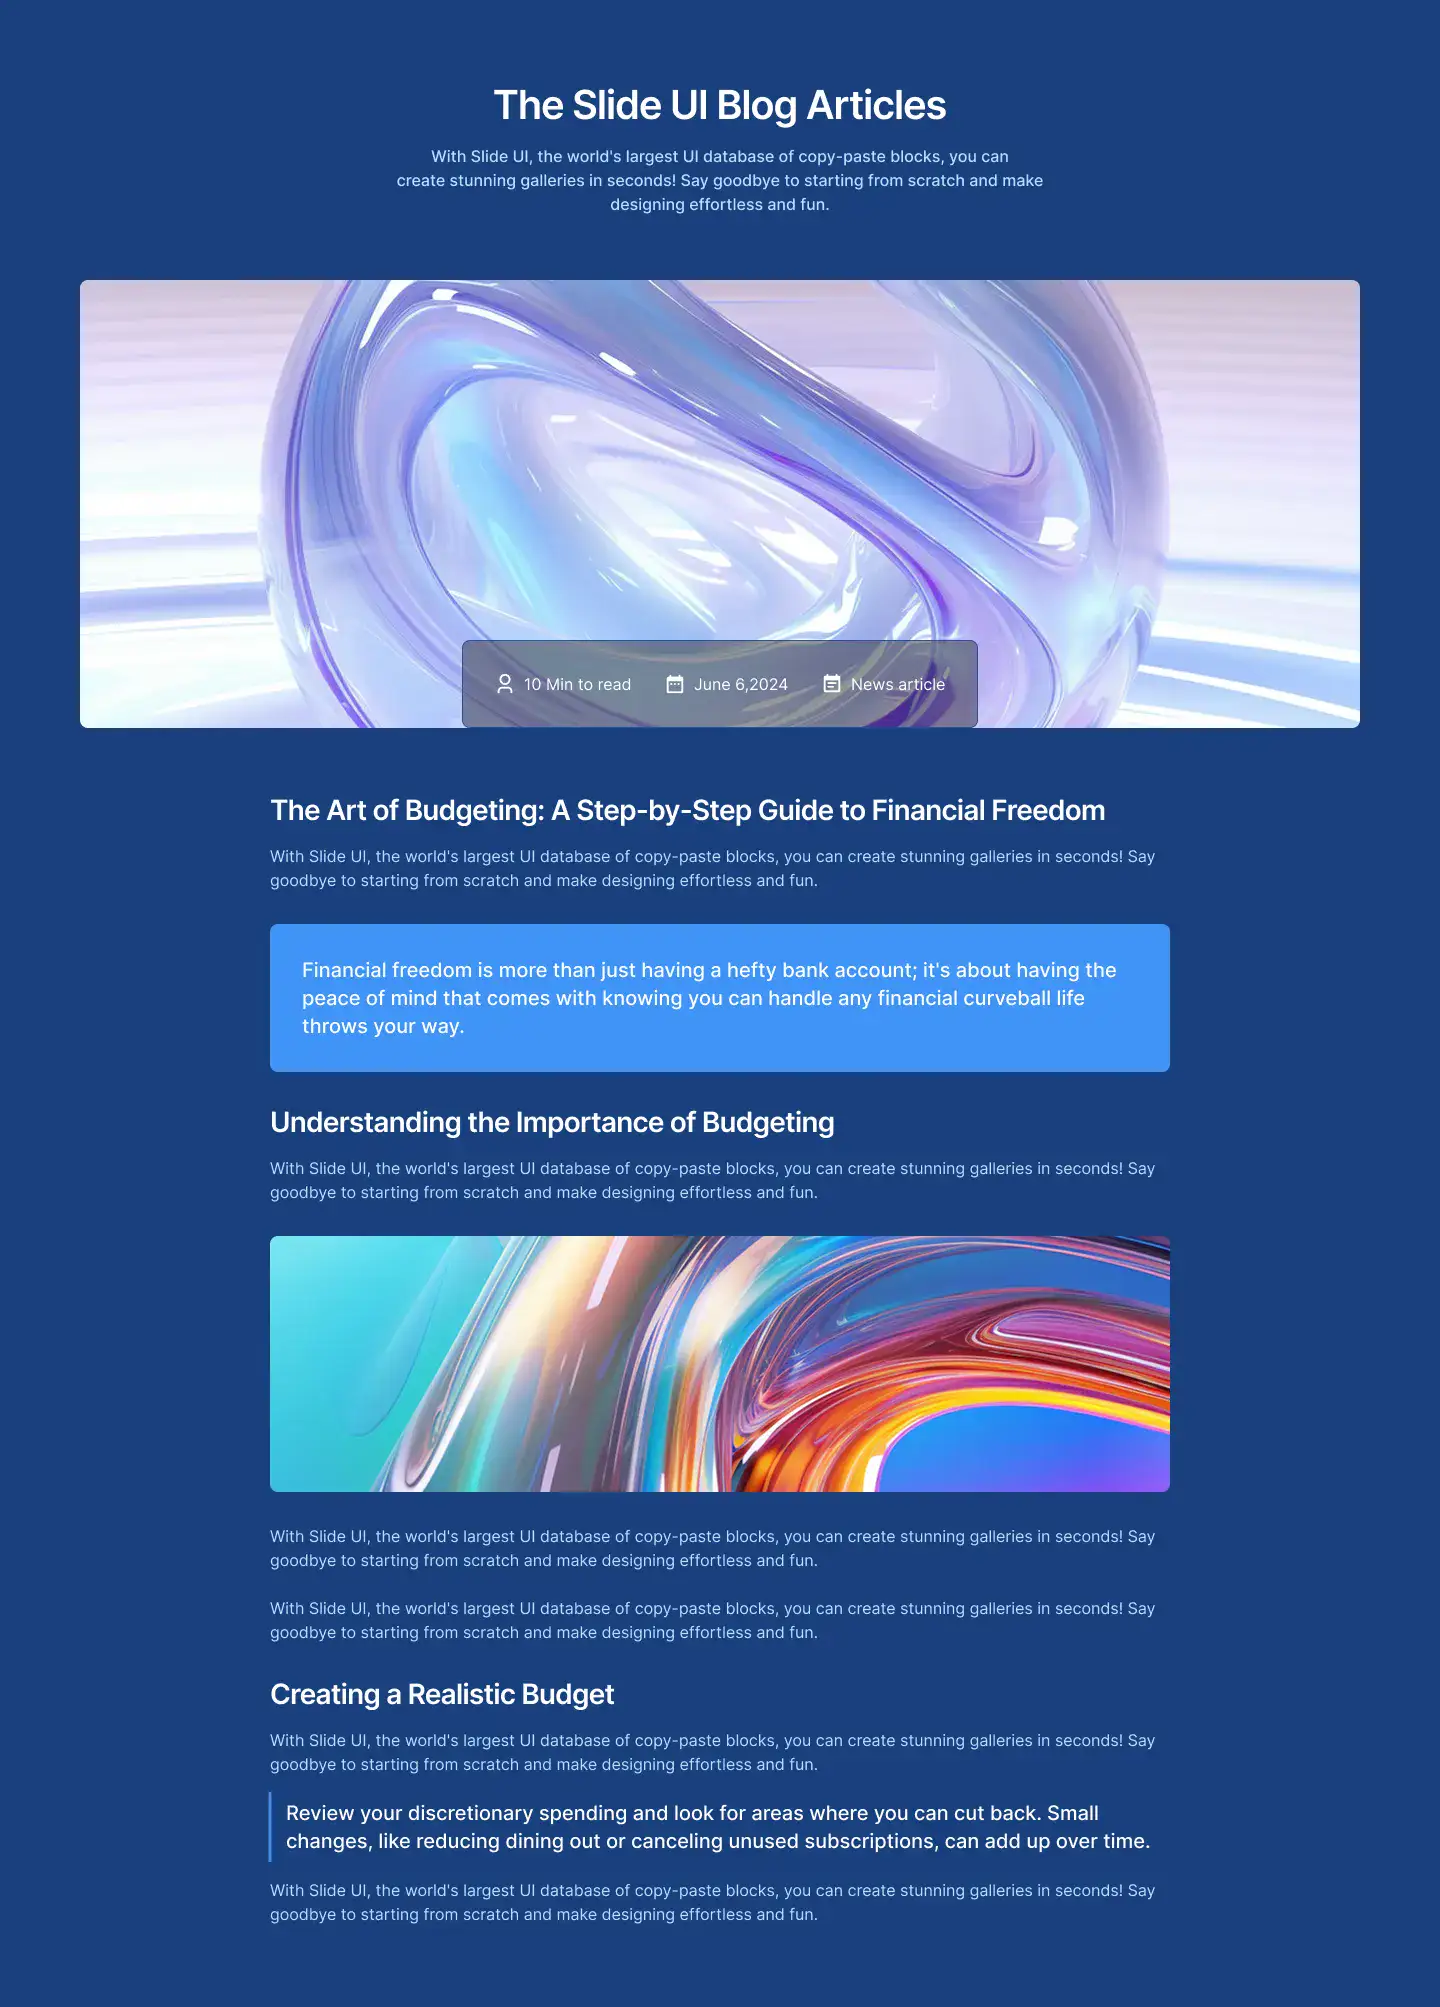 The Slide UI Blog Articles
With Slide UI, the world's largest UI database of copy-paste blocks, you can
create stunning galleries in seconds! Say goodbye to starting from scratch and make
designing effortless and fun.
10 Min to read June 6,2024 News article
The Art of Budgeting: A Step-by-Step Guide to Financial Freedom
With Slide UI, the world's largest UI database of copy-paste blocks, you can create stunning galleries in seconds! Say
goodbye to starting from scratch and make designing effortless and fun.
Financial freedom is more than just having a hefty bank account; it's about having the
peace of mind that comes with knowing you can handle any financial curveball life
throws your way.
Understanding the Importance of Budgeting
With Slide UI, the world's largest UI database of copy-paste blocks, you can create stunning galleries in seconds! Say
goodbye to starting from scratch and make designing effortless and fun.
With Slide UI, the world's largest UI database of copy-paste blocks, you can create stunning galleries in seconds! Say
goodbye to starting from scratch and make designing effortless and fun.
With Slide UI, the world's largest UI database of copy-paste blocks, you can create stunning galleries in seconds! Say
goodbye to starting from scratch and make designing effortless and fun.
Creating a Realistic Budget
With Slide UI, the world's largest UI database of copy-paste blocks, you can create stunning galleries in seconds! Say
goodbye to starting from scratch and make designing effortless and fun.
Review your discretionary spending and look for areas where you can cut back. Small
changes, like reducing dining out or canceling unused subscriptions, can add up over time.
With Slide UI, the world's largest UI database of copy-paste blocks, you can create stunning galleries in seconds! Say
goodbye to starting from scratch and make designing effortless and fun.